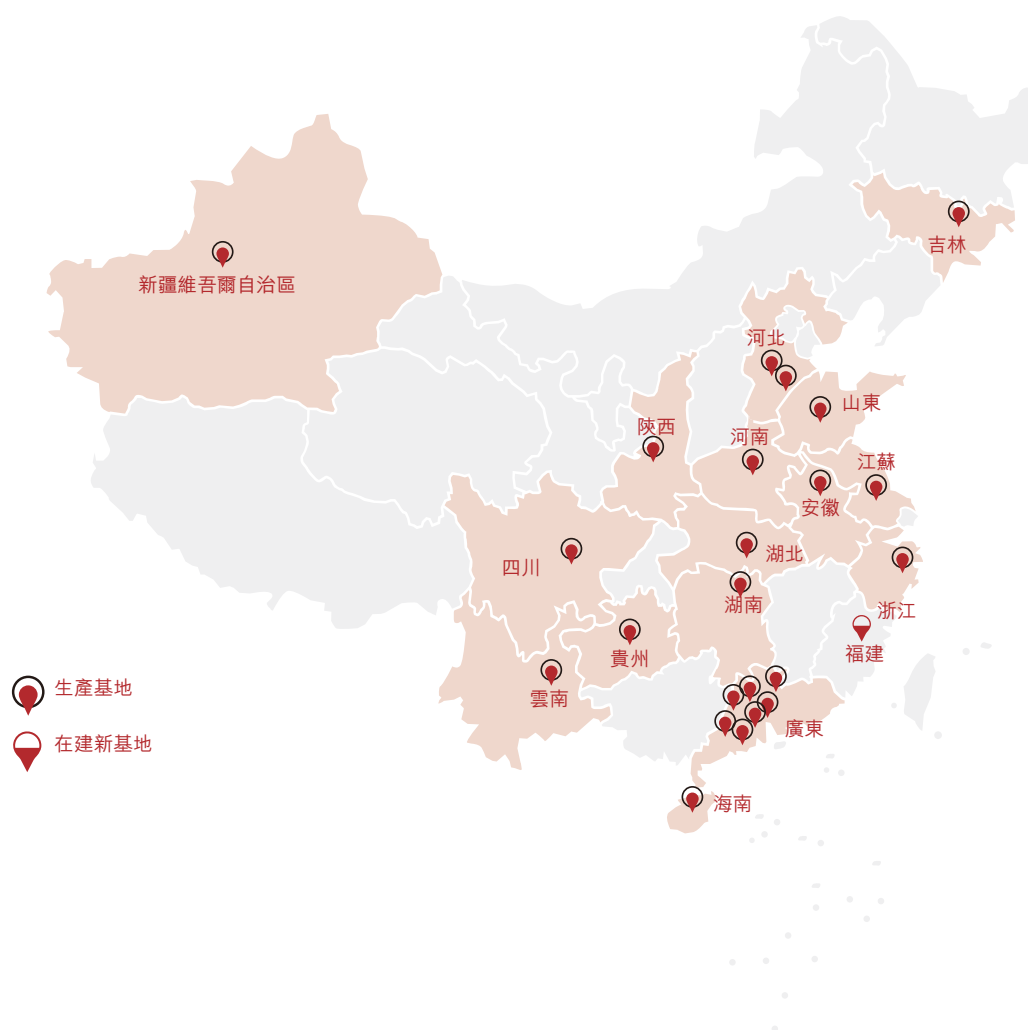 吉林
新疆維吾爾自治區
河北
山東
陝西
河南
江蘇
安徽
湖北
四川
湖南
浙江
福建
貴州
生產基地
雲南
廣東
在建新基地
海南